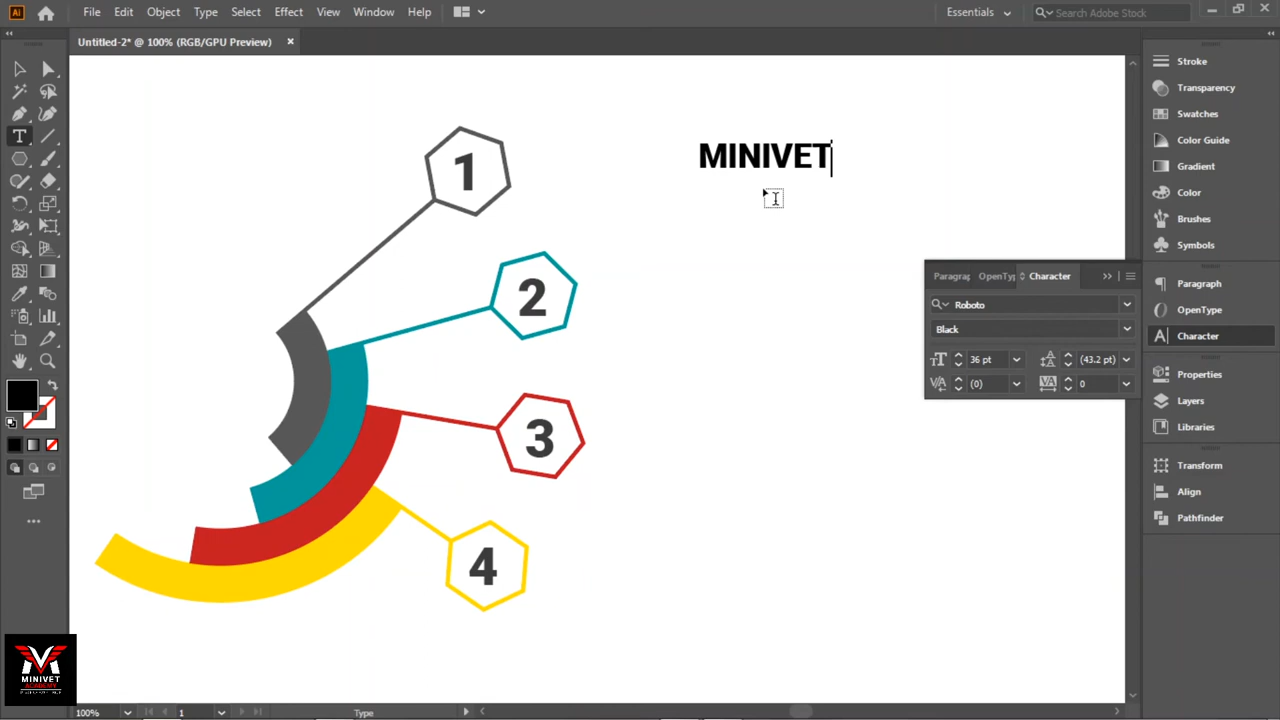 Ai
File Edit Object Type Select Effect View Window Help
Essentials
Search Adobe Stock
Untitled-2* @ 100% (RGB/GPU Preview) ×
Stroke
Transparency
Swatches
Color Guide
Gradient
Color
Brushes
Symbols
Paragraph
OpenType
Character
Properties
Layers
Libraries
Transform
Align
Pathfinder
MINIVET
1
2
3
4
Paragrap OpenTyp Character
Roboto
Black
36 pt (43.2 pt)
(0) 0
MINIVET
ACADEMY
100% 1 Type